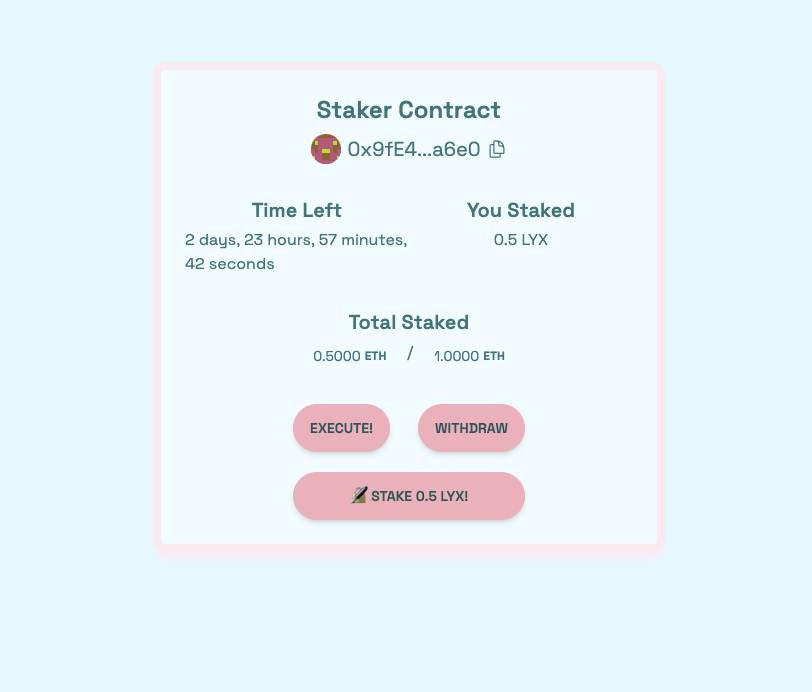 Staker Contract
0x9fE4...a6e0
Time Left
You Staked
2 days, 23 hours, 57 minutes,
42 seconds
0.5 LYX
Total Staked
0.5000 ETH / 1.0000 ETH
EXECUTE!
WITHDRAW
STAKE 0.5 LYX!